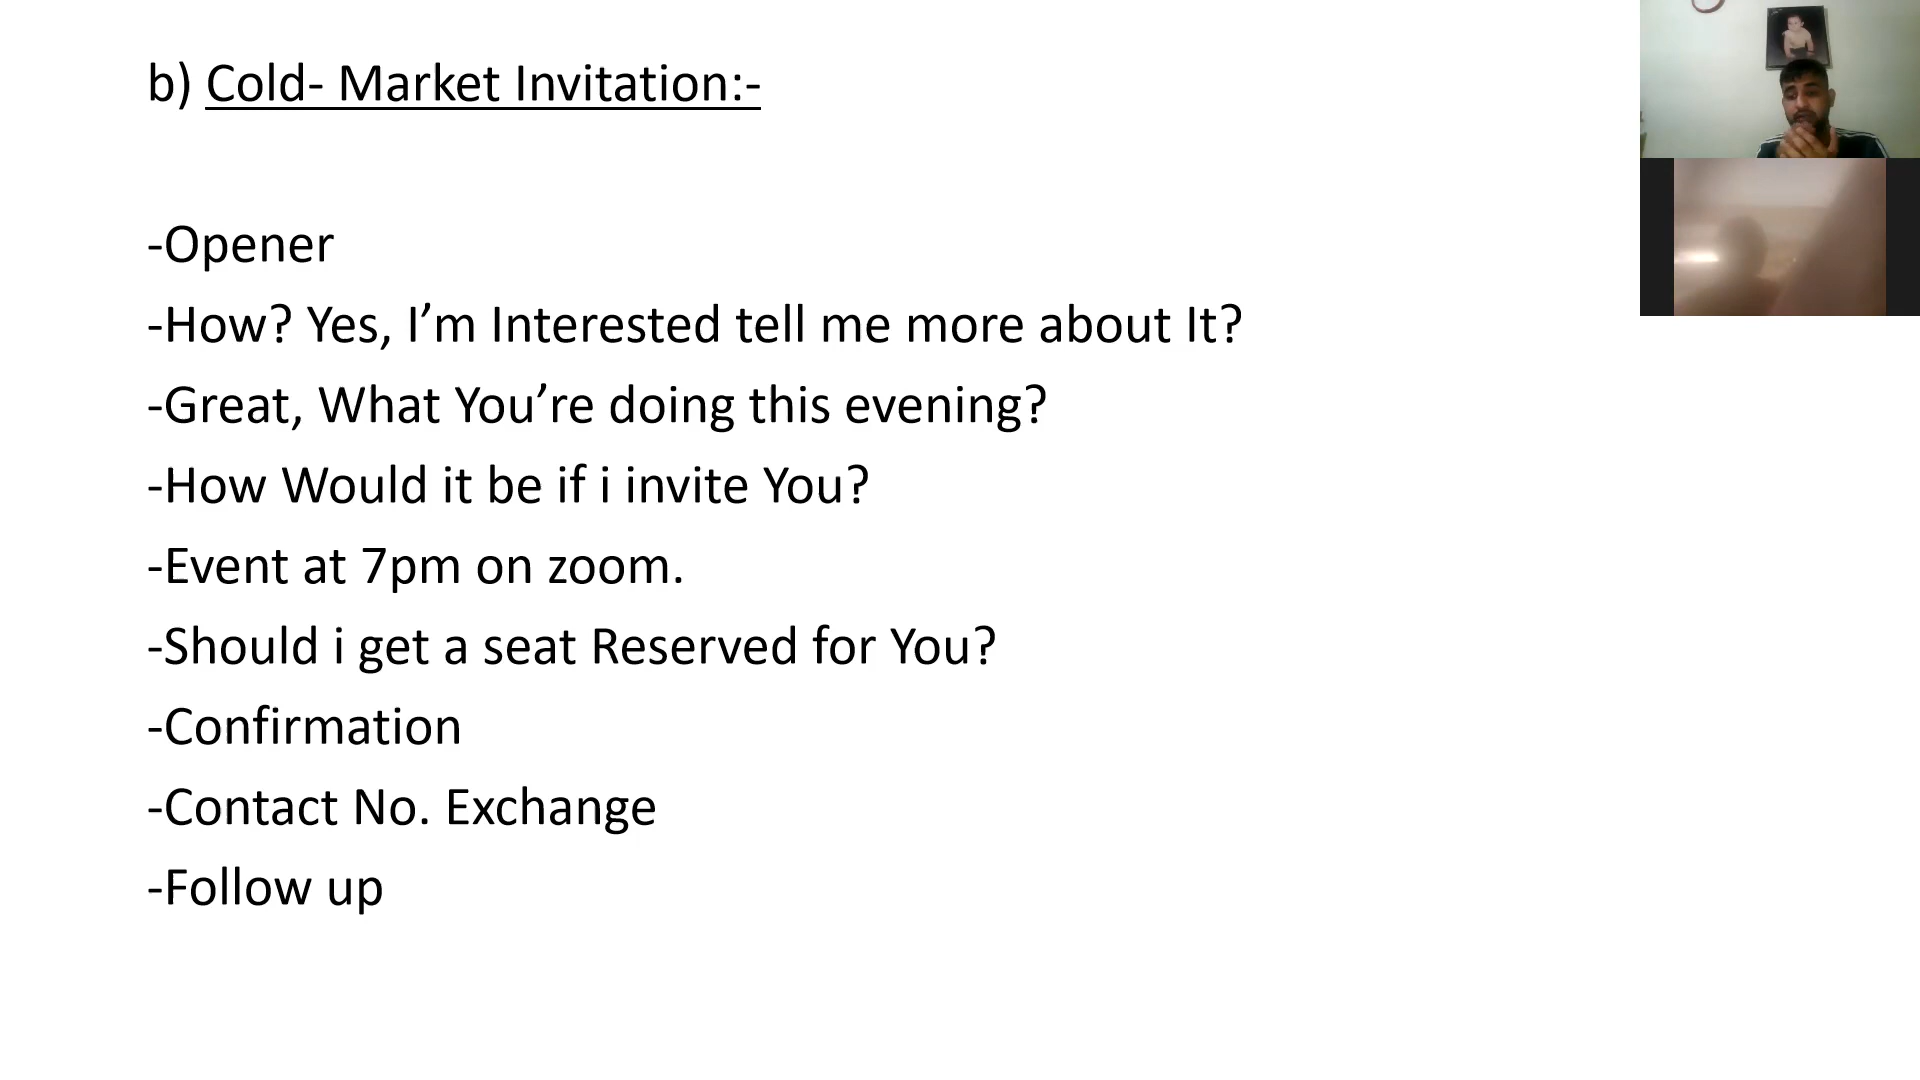 b) Cold- Market Invitation:-
-Opener
-How? Yes, I’m Interested tell me more about It?
-Great, What You’re doing this evening?
-How Would it be if i invite You?
-Event at 7pm on zoom.
-Should i get a seat Reserved for You?
-Confirmation
-Contact No. Exchange
-Follow up